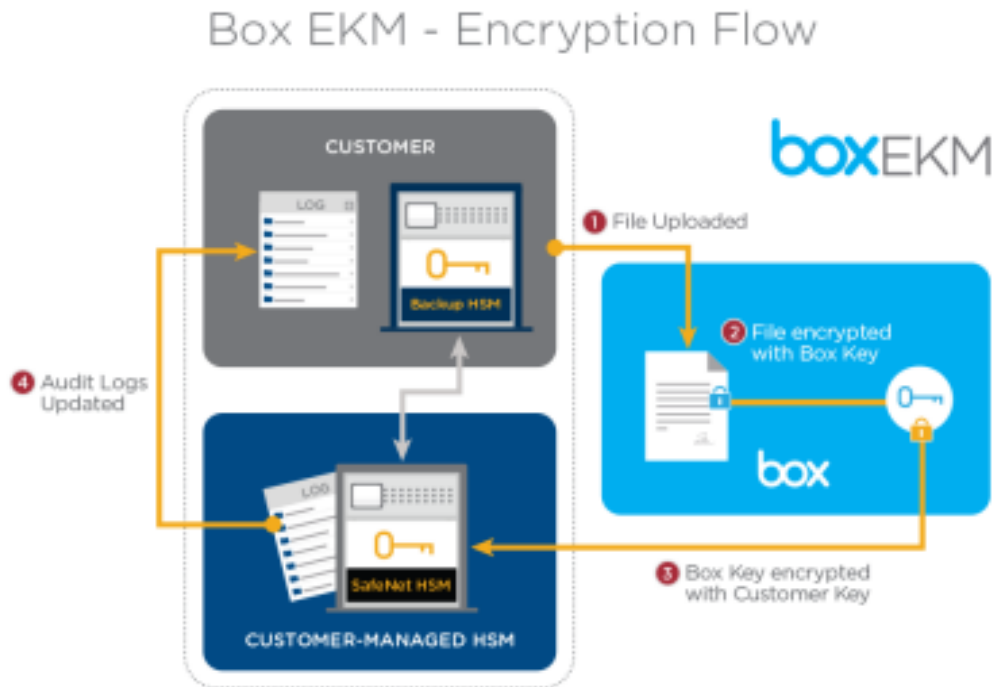 Box EKM - Encryption Flow
CUSTOMER
boxEKM
LOG
1 File Uploaded
Backup HSM
2 File encrypted
with Box Key
4 Audit Logs
Updated
box
LOG
SafeNet HSM
3 Box Key encrypted
with Customer Key
CUSTOMER-MANAGED HSM